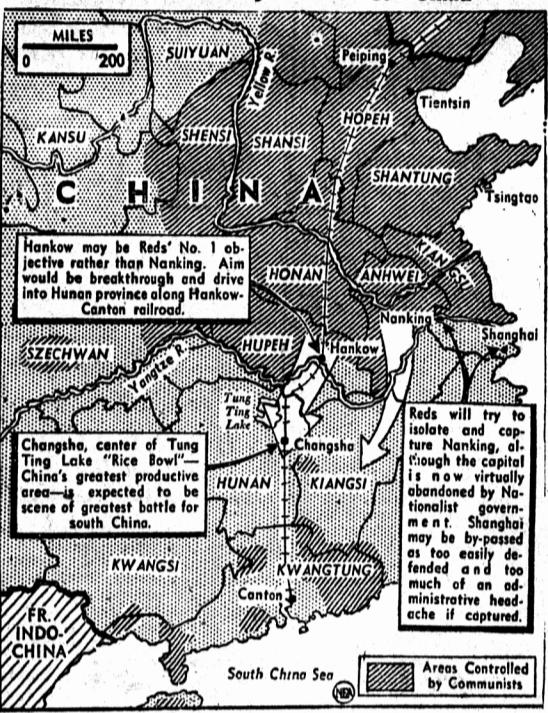 MILES
0 200
SUIYUAN
Yellow R.
Peiping
Tientsin
HOPEH
KANSU
SHENSI
SHANSI
SHANTUNG
CHINA
Tsingtao
Hankow may be Reds' No. 1 ob-
jective rather than Nanking. Aim
would be breakthrough and drive
into Hunan province along Hankow-
Canton railroad.
KIANGSI
HONAN
ANHWEI
Nanking
Shanghai
SZECHWAN
HUPEH
Hankow
Yangtze R.
Tung
Ting
Lake
Changsha, center of Tung
Ting Lake "Rice Bowl"—
China's greatest productive
area—is expected to be
scene of greatest battle for
south China.
Changsha
HUNAN
KIANGSI
Reds will try to
isolate and cap-
ture Nanking, al-
though the capital
is now virtually
abandoned by Na-
tionalist govern-
ment. Shanghai
may be by-passed
as too easily de-
fended and too
much of an ad-
ministrative head-
ache if captured.
KWANGSI
KWANGTUNG
Canton
FR.
INDO-
CHINA
South China Sea
NEA
Areas Controlled
by Communists